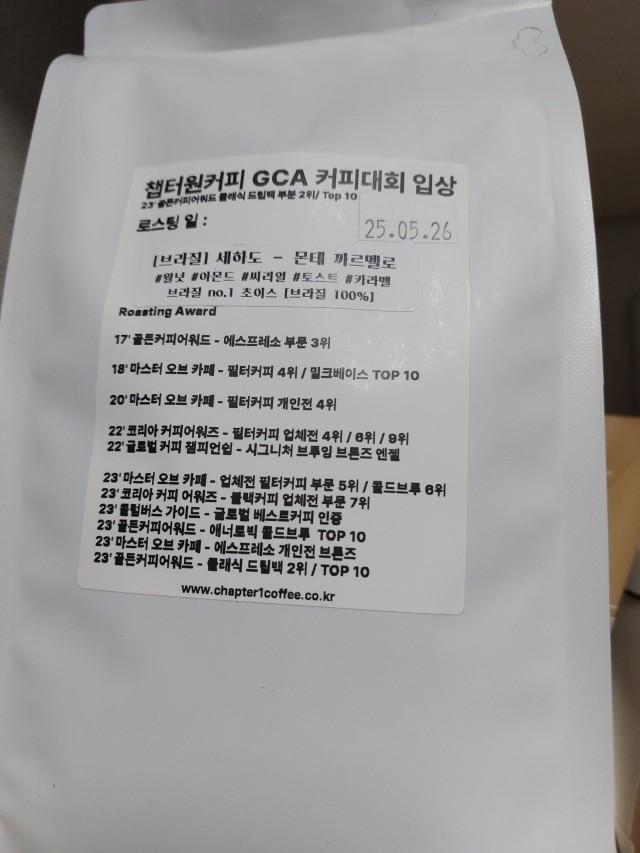 챕터원커피 GCA 커피대회 입상
23' 골든커피어워드 클래식 드립백 부분 2위/ Top 10
로스팅 일 :
25.05.26
[브라질] 세하도 - 몬테 까르멜로
#월넛 #아몬드 #씨리얼 #토스트 #카라멜
브라질 no.1 초이스 [브라질 100%]
Roasting Award
17' 골든커피어워드 - 에스프레소 부문 3위
18' 마스터 오브 카페 - 필터커피 4위 / 밀크베이스 TOP 10
20' 마스터 오브 카페 - 필터커피 개인전 4위
22' 코리아 커피어워즈 - 필터커피 업체전 4위 / 6위 / 9위
22' 글로벌 커피 챔피언쉽 - 시그니처 브루잉 브론즈 엔젤
23' 마스터 오브 카페 - 업체전 필터커피 부문 5위 / 콜드브루 6위
23' 코리아 커피 어워즈 - 블랙커피 업체전 부문 7위
23' 콜럼버스 가이드 - 글로벌 베스트커피 인증
23' 골든커피어워드 - 애너로빅 콜드브루 TOP 10
23' 마스터 오브 카페 - 에스프레소 개인전 브론즈
23' 골든커피어워드 - 클래식 드립백 2위 / TOP 10
www.chapter1coffee.co.kr